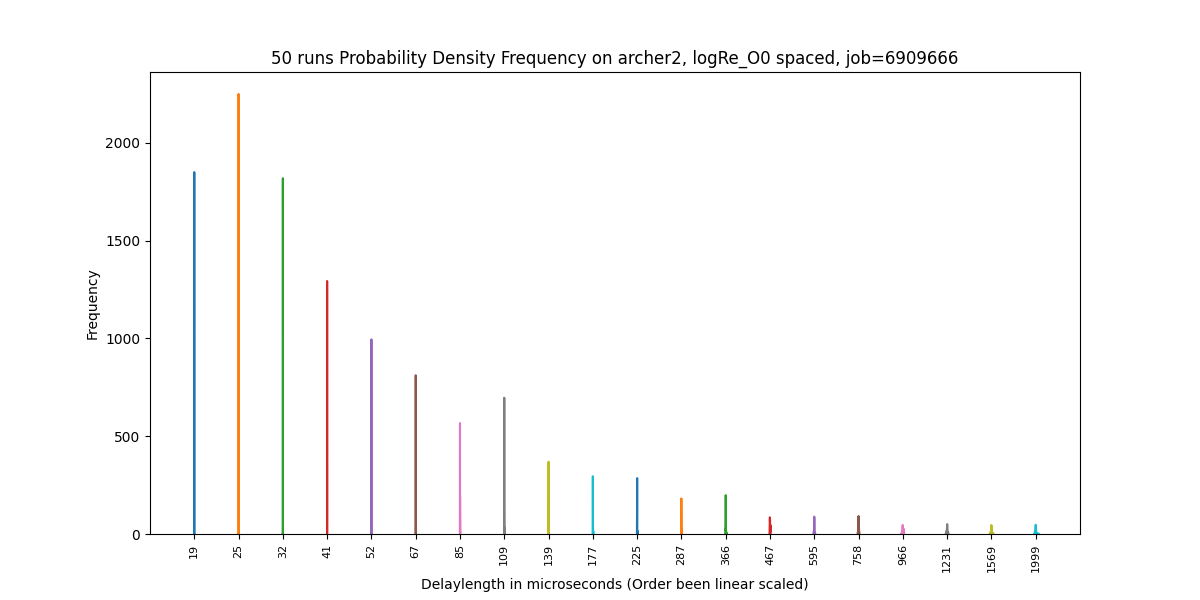 50 runs Probability Density Frequency on archer2, logRe_O0 spaced, job=6909666
2000
1500
1000
500
0
Frequency
19 25 32 41 52 67 85 109 139 177 225 287 366 467 595 758 966 1231 1569 1999
Delaylength in microseconds (Order been linear scaled)